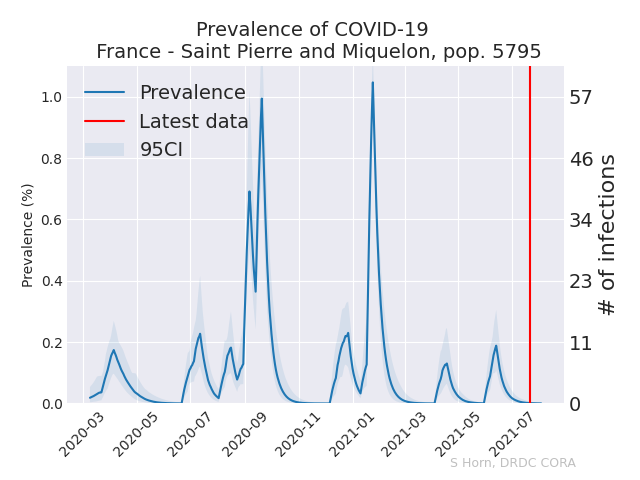 Prevalence of COVID-19
France - Saint Pierre and Miquelon, pop. 5795
Prevalence
Latest data
95CI
Prevalence (%)
1.0
0.8
0.6
0.4
0.2
0.0
57
46
34
23
11
0
# of infections
2020-03
2020-05
2020-07
2020-09
2020-11
2021-01
2021-03
2021-05
2021-07
S Horn, DRDC CORA